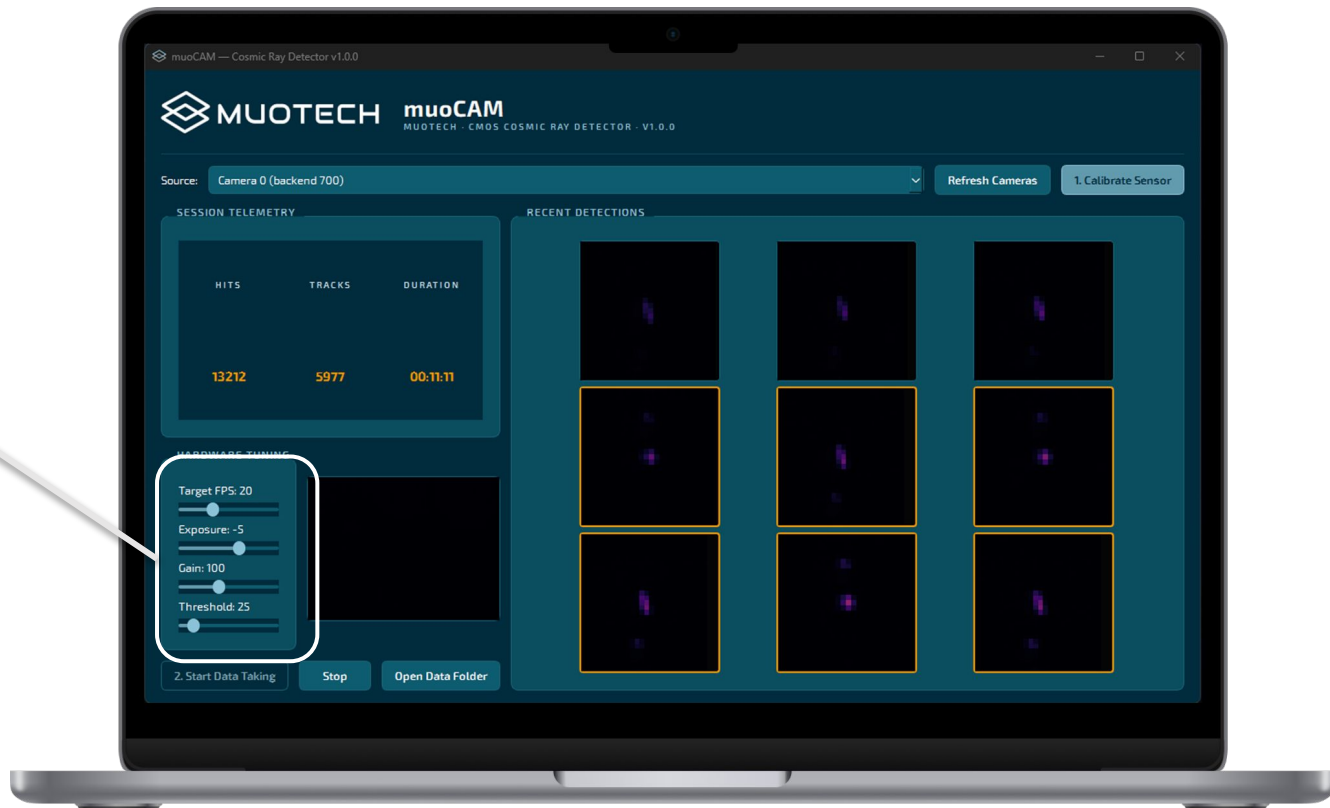 muoCAM — Cosmic Ray Detector v1.0.0
MUOTECH
muoCAM
MUOTECH · CMOS COSMIC RAY DETECTOR · V1.0.0
Source: Camera 0 (backend 700) Refresh Cameras 1. Calibrate Sensor
SESSION TELEMETRY
HITS TRACKS DURATION
13212 5977 00:11:11
RECENT DETECTIONS
HARDWARE TUNING
Target FPS: 20
Exposure: -5
Gain: 100
Threshold: 25
2. Start Data Taking Stop Open Data Folder